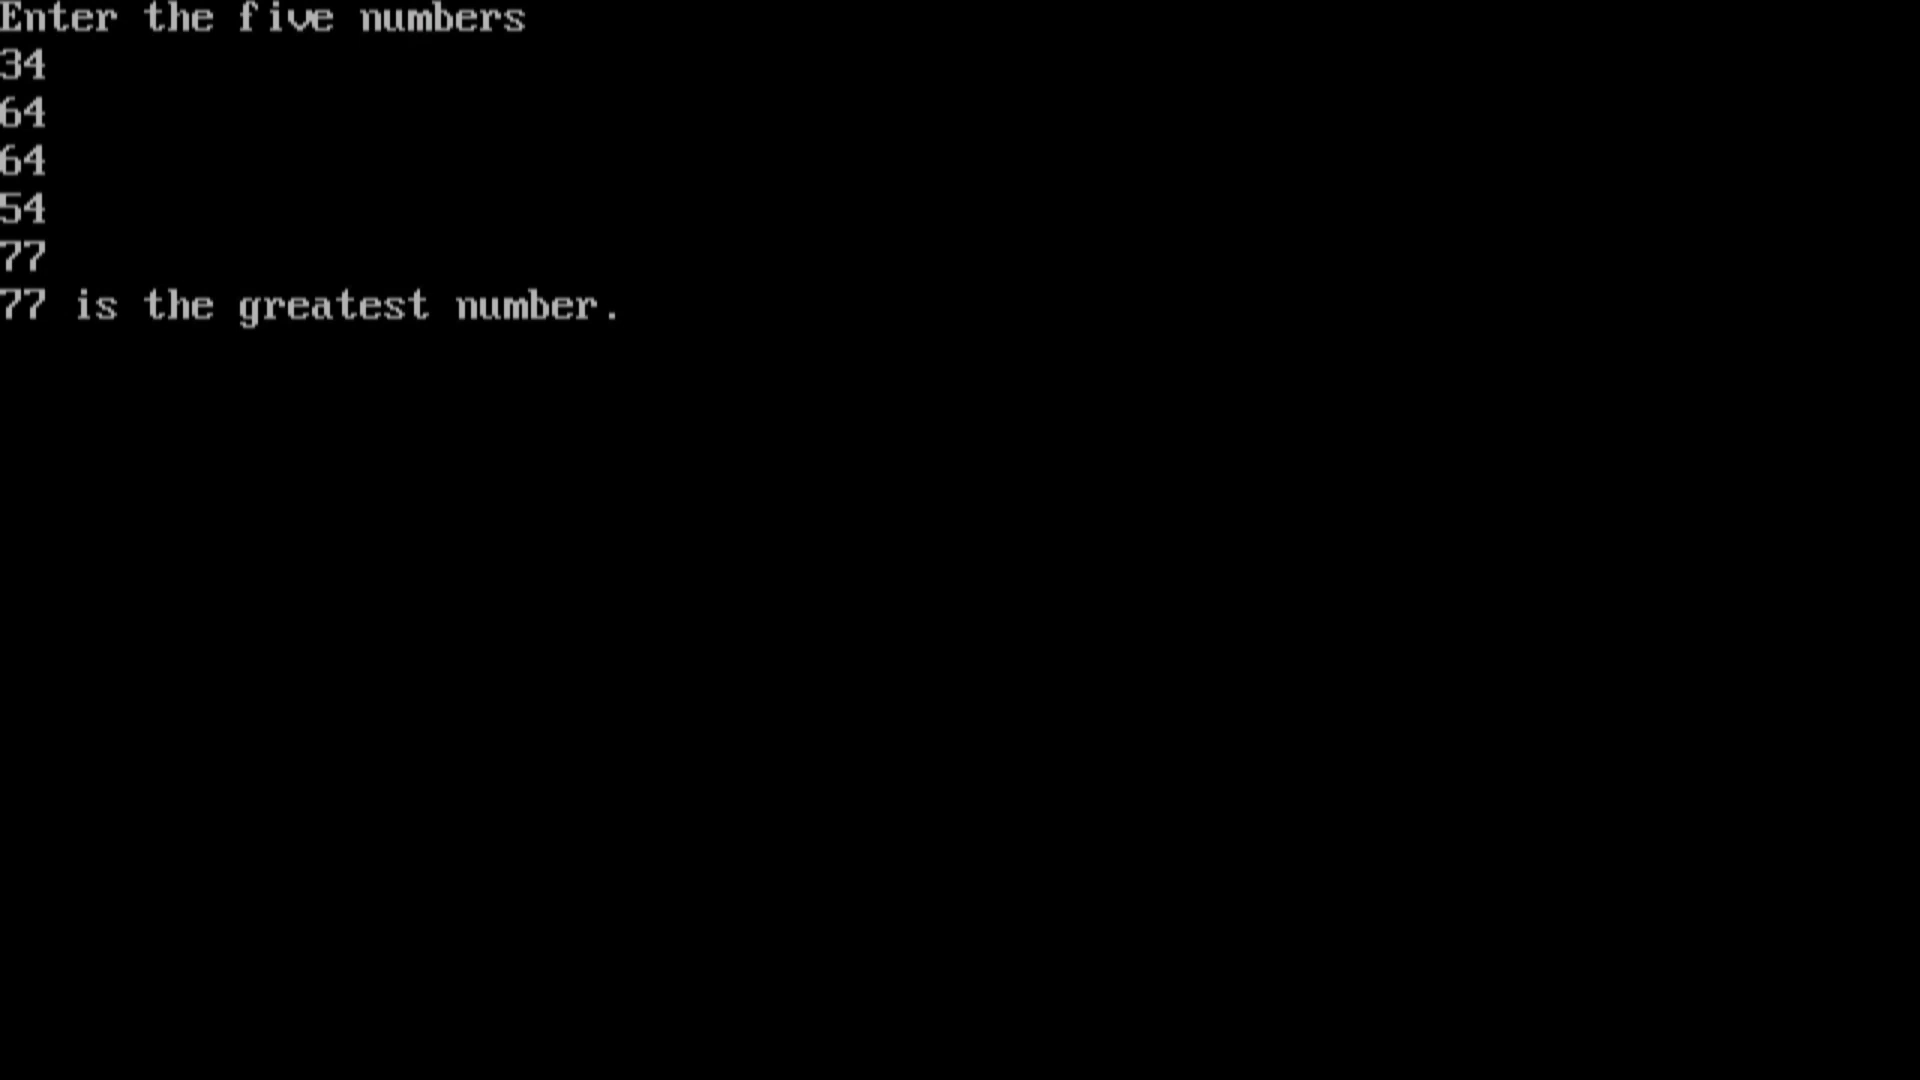 Enter the five numbers
34
64
64
54
77
77 is the greatest number.